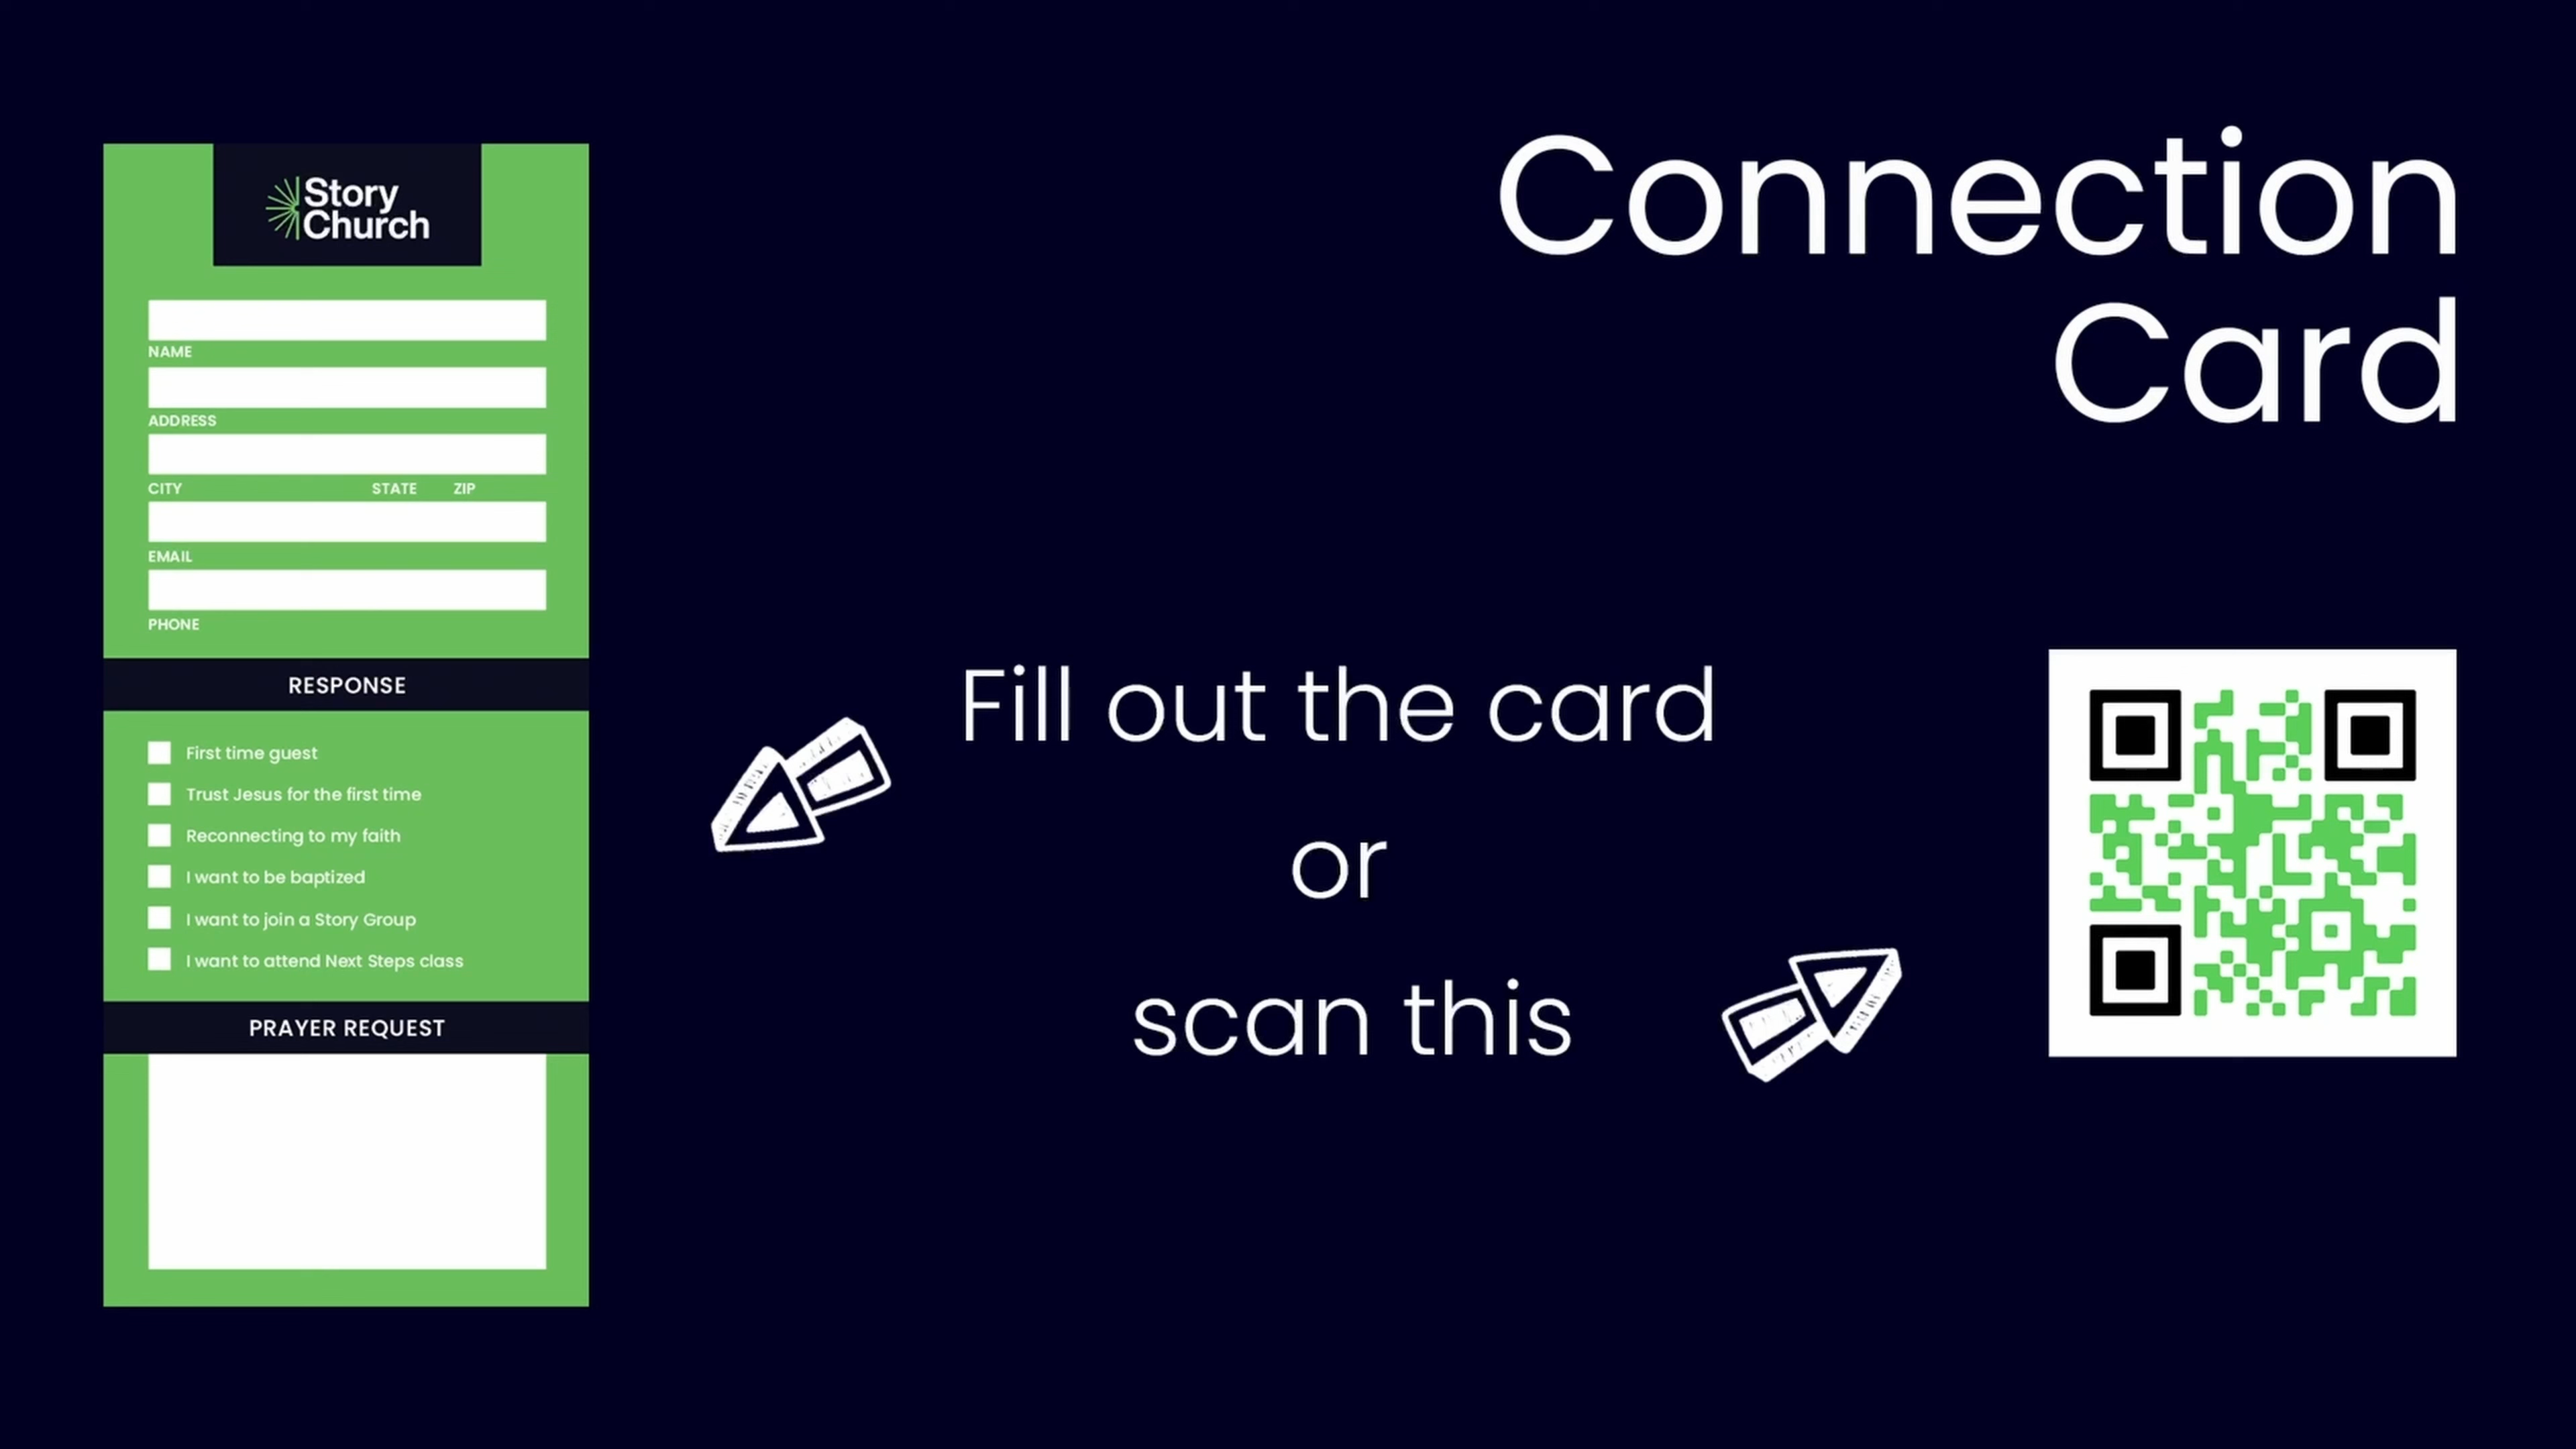 Story
Church
NAME
ADDRESS
CITY STATE ZIP
EMAIL
PHONE
RESPONSE
First time guest
Trust Jesus for the first time
Reconnecting to my faith
I want to be baptized
I want to join a Story Group
I want to attend Next Steps class
PRAYER REQUEST
Connection
Card
Fill out the card
or
scan this